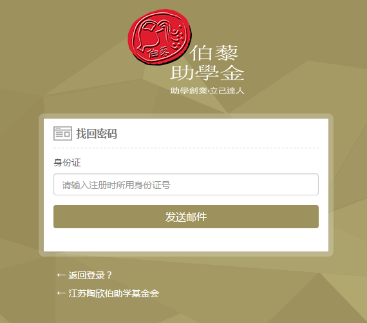 伯藜
伯藜
助學金
助學創業·立己達人
找回密码
身份证
请输入注册时所用身份证号
发送邮件
← 返回登录？
← 江苏陶欣伯助学基金会